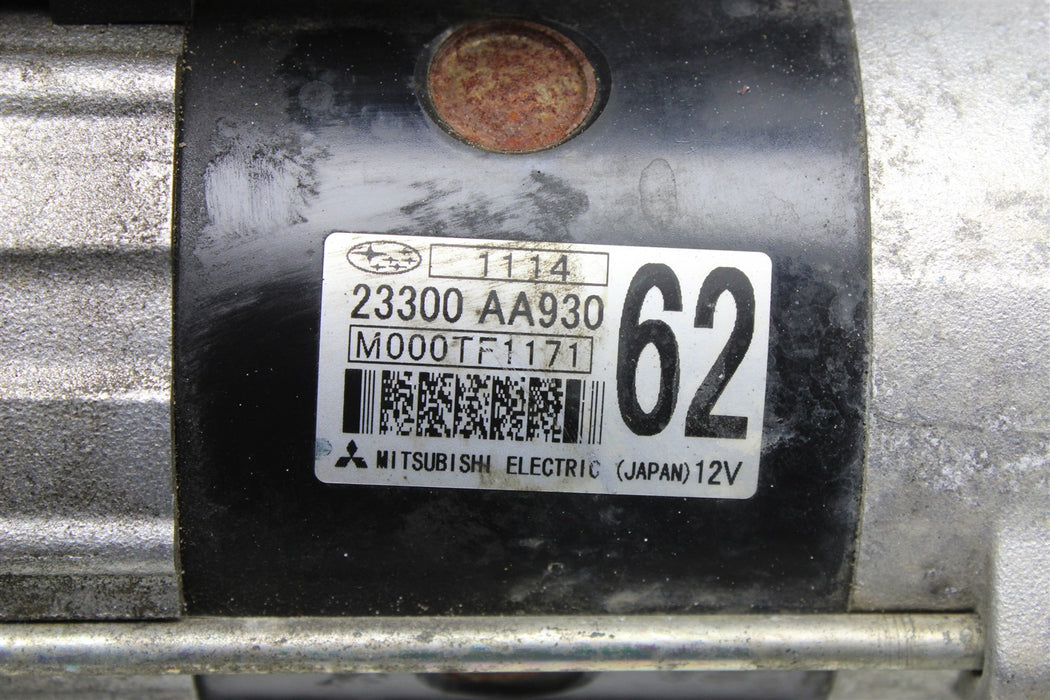 1114
23300 AA930
62
M000TF1171
MITSUBISHI ELECTRIC (JAPAN) 12V